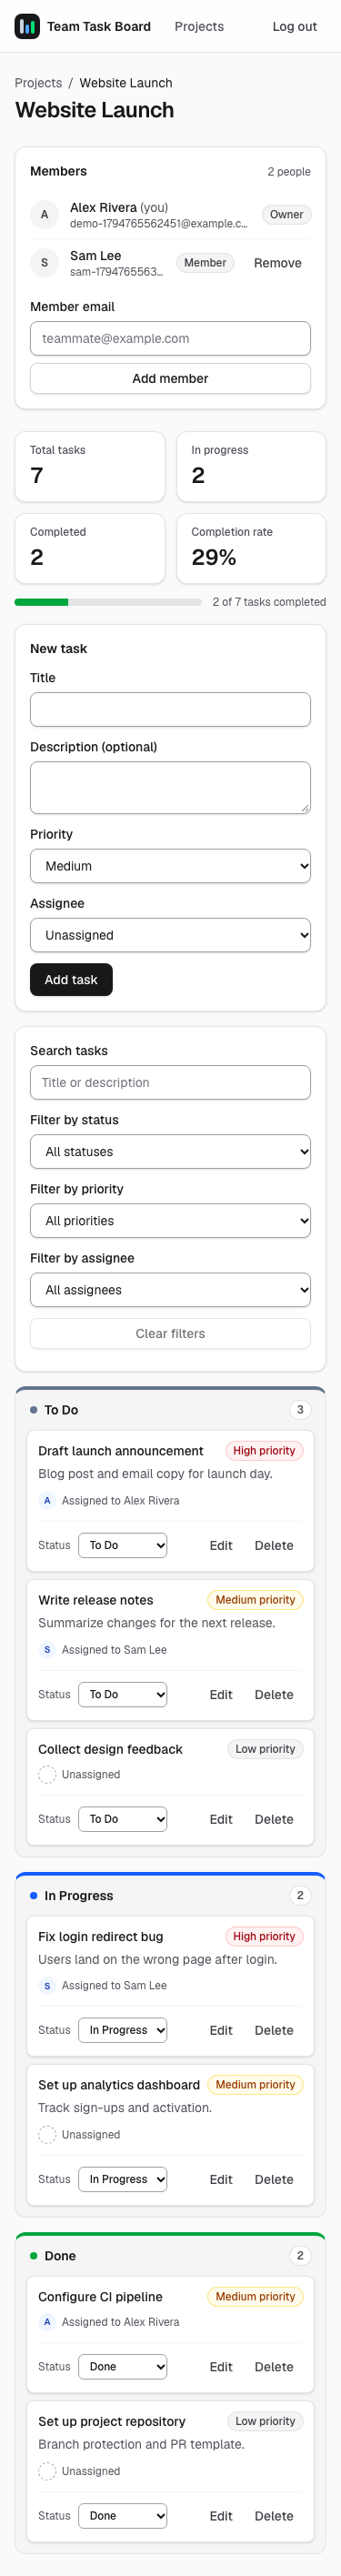 Team Task Board Projects Log out
Projects / Website Launch
Website Launch
Members 2 people
A Alex Rivera (you)
demo-1794765562451@example.c... Owner
S Sam Lee
sam-1794765563... Member Remove
Member email
teammate@example.com
Add member
Total tasks
7
In progress
2
Completed
2
Completion rate
29%
2 of 7 tasks completed
New task
Title
Description (optional)
Priority
Medium
Assignee
Unassigned
Add task
Search tasks
Title or description
Filter by status
All statuses
Filter by priority
All priorities
Filter by assignee
All assignees
Clear filters
To Do 3
Draft launch announcement High priority
Blog post and email copy for launch day.
A Assigned to Alex Rivera
Status To Do Edit Delete
Write release notes Medium priority
Summarize changes for the next release.
S Assigned to Sam Lee
Status To Do Edit Delete
Collect design feedback Low priority
Unassigned
Status To Do Edit Delete
In Progress 2
Fix login redirect bug High priority
Users land on the wrong page after login.
S Assigned to Sam Lee
Status In Progress Edit Delete
Set up analytics dashboard Medium priority
Track sign-ups and activation.
Unassigned
Status In Progress Edit Delete
Done 2
Configure CI pipeline Medium priority
A Assigned to Alex Rivera
Status Done Edit Delete
Set up project repository Low priority
Branch protection and PR template.
Unassigned
Status Done Edit Delete